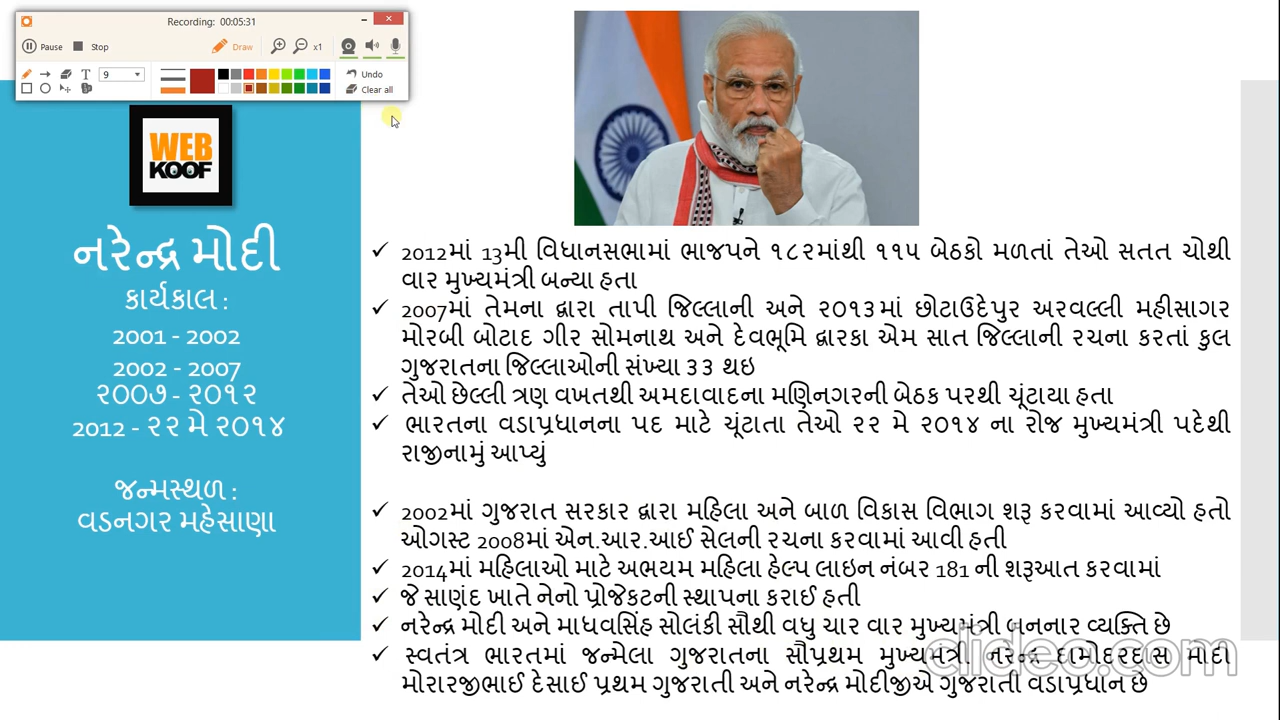 Recording: 00:05:31
Pause Stop Draw x1
T 9 Undo
Clear all
WEB
KOOF
નરેન્દ્ર મોદી
કાર્યકાલ :
2001 - 2002
2002 - 2007
૨૦૦૭ - ૨૦૧૨
2012 - ૨૨ મે ૨૦૧૪
જન્મસ્થળ :
વડનગર મહેસાણા
✓ 2012માં 13મી વિધાનસભામાં ભાજપને ૧૮૨માંથી ૧૧૫ બેઠકો મળતાં તેઓ સતત ચોથી
વાર મુખ્યમંત્રી બન્યા હતા
✓ 2007માં તેમના દ્વારા તાપી જિલ્લાની અને ૨૦૧૩માં છોટાઉદેપુર અરવલ્લી મહીસાગર
મોરબી બોટાદ ગીર સોમનાથ અને દેવભૂમિ દ્વારકા એમ સાત જિલ્લાની રચના કરતાં કુલ
ગુજરાતના જિલ્લાઓની સંખ્યા ૩૩ થઇ
✓ તેઓ છેલ્લી ત્રણ વખતથી અમદાવાદના મણિનગરની બેઠક પરથી ચૂંટાયા હતા
✓ ભારતના વડાપ્રધાનના પદ માટે ચૂંટાતા તેઓ ૨૨ મે ૨૦૧૪ ના રોજ મુખ્યમંત્રી પદેથી
રાજીનામું આપ્યું
✓ 2002માં ગુજરાત સરકાર દ્વારા મહિલા અને બાળ વિકાસ વિભાગ શરૂ કરવામાં આવ્યો હતો
ઓગસ્ટ 2008માં એન.આર.આઈ સેલની રચના કરવામાં આવી હતી
✓ 2014માં મહિલાઓ માટે અભયમ મહિલા હેલ્પ લાઇન નંબર 181 ની શરૂઆત કરવામાં
✓ જે સાણંદ ખાતે નેનો પ્રોજેકટની સ્થાપના કરાઈ હતી
✓ નરેન્દ્ર મોદી અને માધવસિંહ સોલંકી સૌથી વધુ ચાર વાર મુખ્યમંત્રી બનનાર વ્યક્તિ છે
✓ સ્વતંત્ર ભારતમાં જન્મેલા ગુજરાતના સૌપ્રથમ મુખ્યમંત્રી નરેન્દ્ર દામોદરદાસ મોદી
મોરારજીભાઈ દેસાઈ પ્રથમ ગુજરાતી અને નરેન્દ્ર મોદીજીએ ગુજરાતી વડાપ્રધાન છે
clideo.com